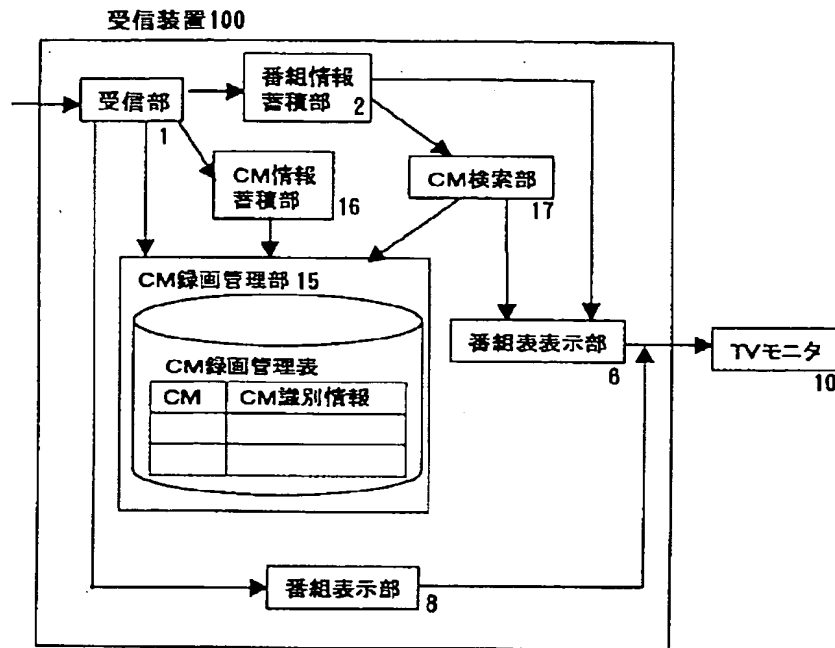 受信装置100
受信部
1
番組情報
蓄積部
2
CM情報
蓄積部
16
CM検索部
17
CM録画管理部15
CM録画管理表
CM
CM識別情報
番組表表示部
6
TVモニタ
10
番組表示部
8